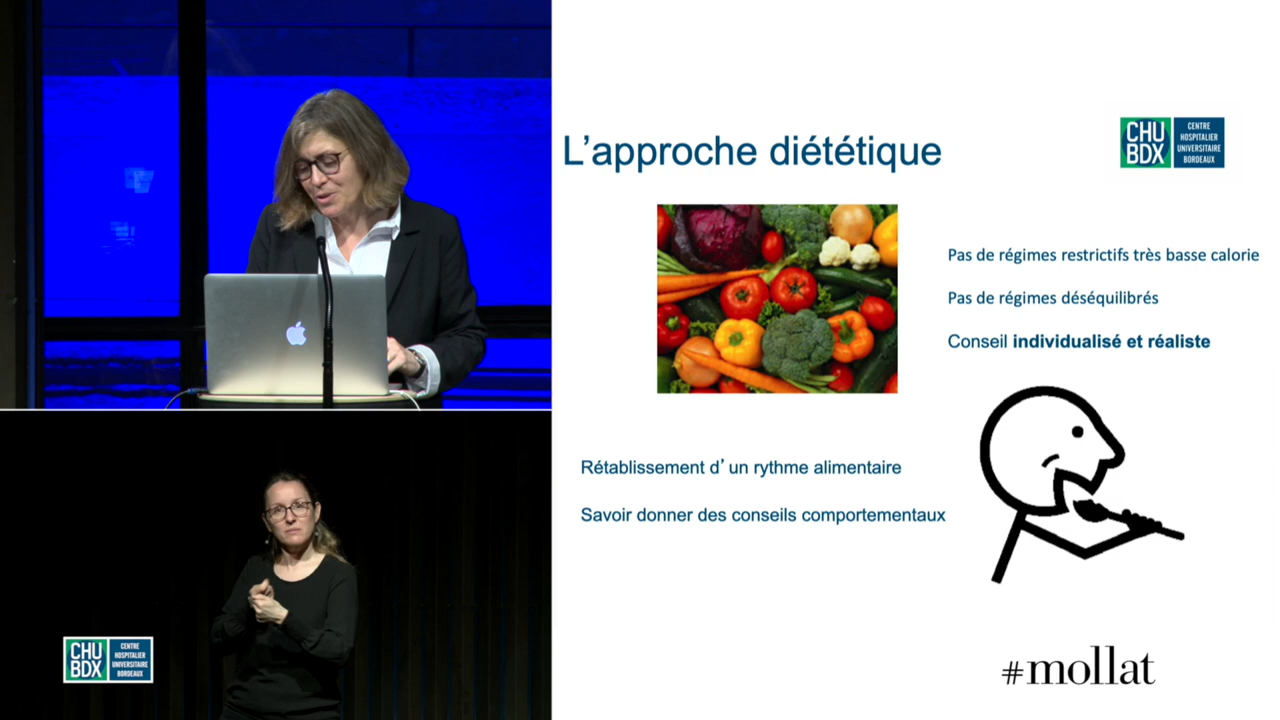 L'approche diététique
CHU
BDX
CENTRE
HOSPITALIER
UNIVERSITAIRE
BORDEAUX
Pas de régimes restrictifs très basse calorie
Pas de régimes déséquilibrés
Conseil individualisé et réaliste
Rétablissement d' un rythme alimentaire
Savoir donner des conseils comportementaux
CHU
BDX
CENTRE
HOSPITALIER
UNIVERSITAIRE
BORDEAUX
#mollat